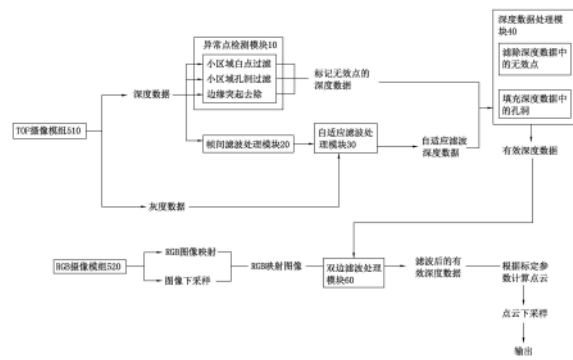 异常点检测模块10
小区域白点过滤
小区域孔洞过滤
边缘突起去除
标记无效点的
深度数据
深度数据处理模
块40
滤除深度数据中
的无效点
填充深度数据中
的孔洞
深度数据
TOF摄像模组510
帧间滤波处理模块20
自适应滤波处
理模块30
自适应滤波
深度数据
有效深度数据
灰度数据
RGB摄像模组520
RGB图像映射
图像下采样
RGB映射图像
双边滤波处理
模块60
滤波后的有
效深度数据
根据标定参
数计算点云
点云下采样
输出